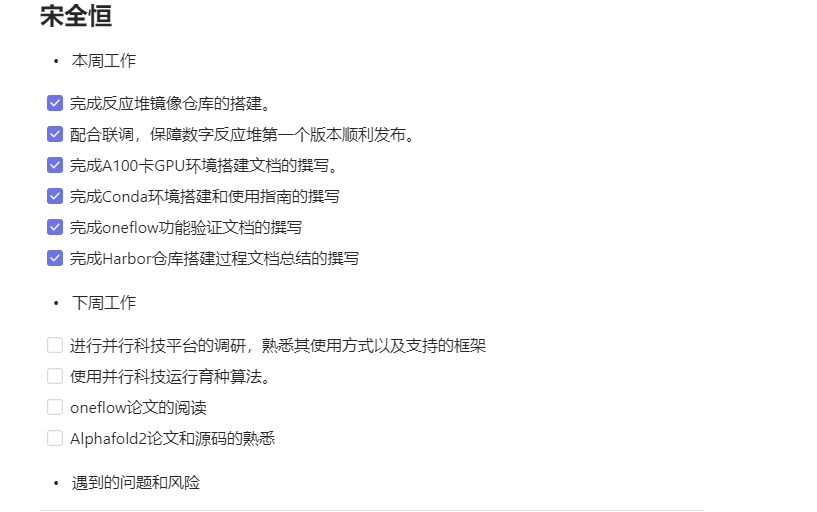 宋全恒
• 本周工作
完成反应堆镜像仓库的搭建。
配合联调，保障数字反应堆第一个版本顺利发布。
完成A100卡GPU环境搭建文档的撰写。
完成Conda环境搭建和使用指南的撰写
完成oneflow功能验证文档的撰写
完成Harbor仓库搭建过程文档总结的撰写
• 下周工作
进行并行科技平台的调研，熟悉其使用方式以及支持的框架
使用并行科技运行育种算法。
oneflow论文的阅读
Alphafold2论文和源码的熟悉
• 遇到的问题和风险